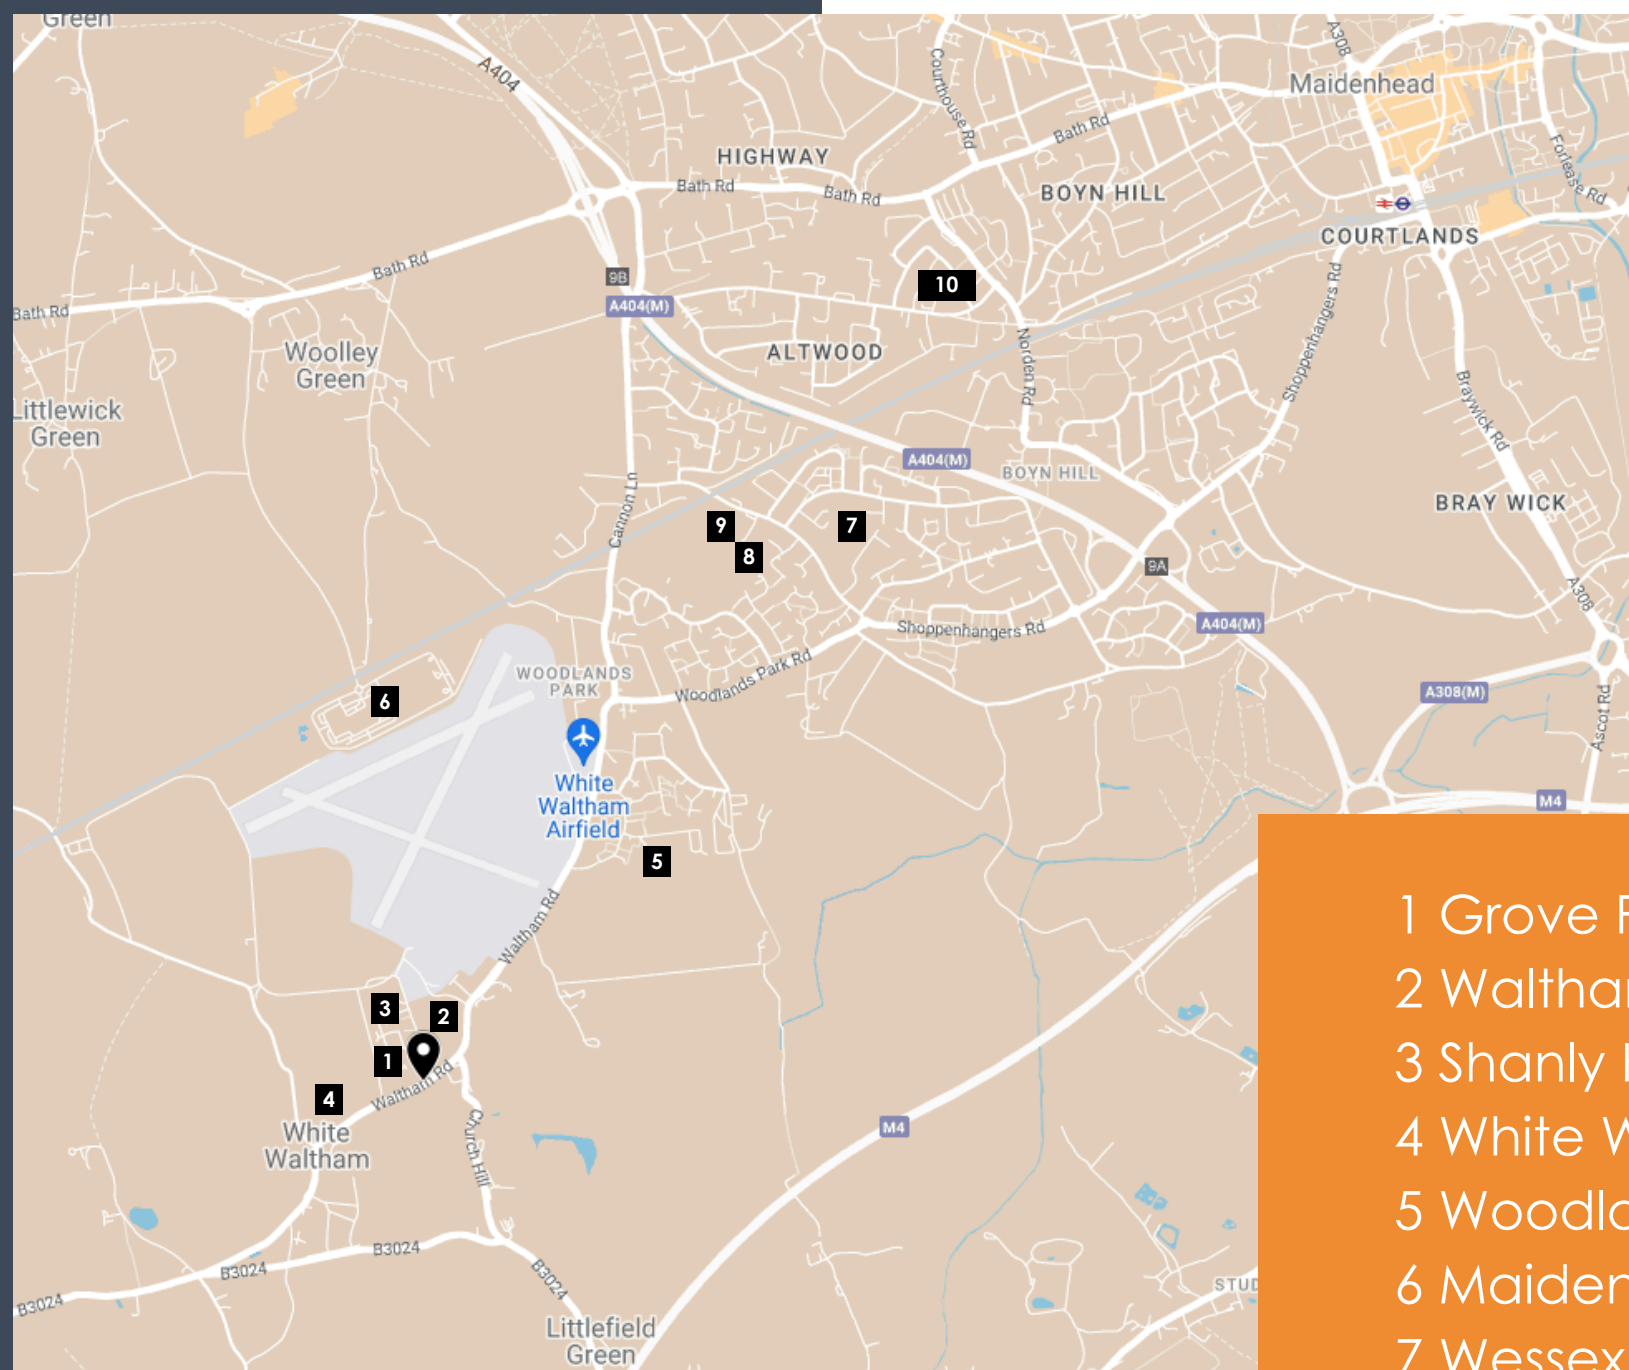 Green
A404
Courthouse Rd
A308
Maidenhead
HIGHWAY
Bath Rd
Bath Rd
Bath Rd
BOYN HILL
Forlease Rd
COURTLANDS
Bath Rd
9B
A404(M)
10
Bath Rd
Woolley
Green
ALTWOOD
Norden Rd
Shoppenhangers Rd
Littlewick
Green
Braywick Rd
A404(M)
BOYN HILL
BRAY WICK
Cannon Ln
9
7
8
9A
A308
A404(M)
Shoppenhangers Rd
WOODLANDS
PARK
Woodlands Park Rd
6
A308(M)
Ascot Rd
White
Waltham
Airfield
M4
5
Waltham Rd
3
2
1
Waltham Rd
4
White
Waltham
Church Hill
M4
B3024
B3024
B3024
B3024
Littlefield
Green
1 Grove
2
3 Shanly
4 White
5
6
7 Wessex